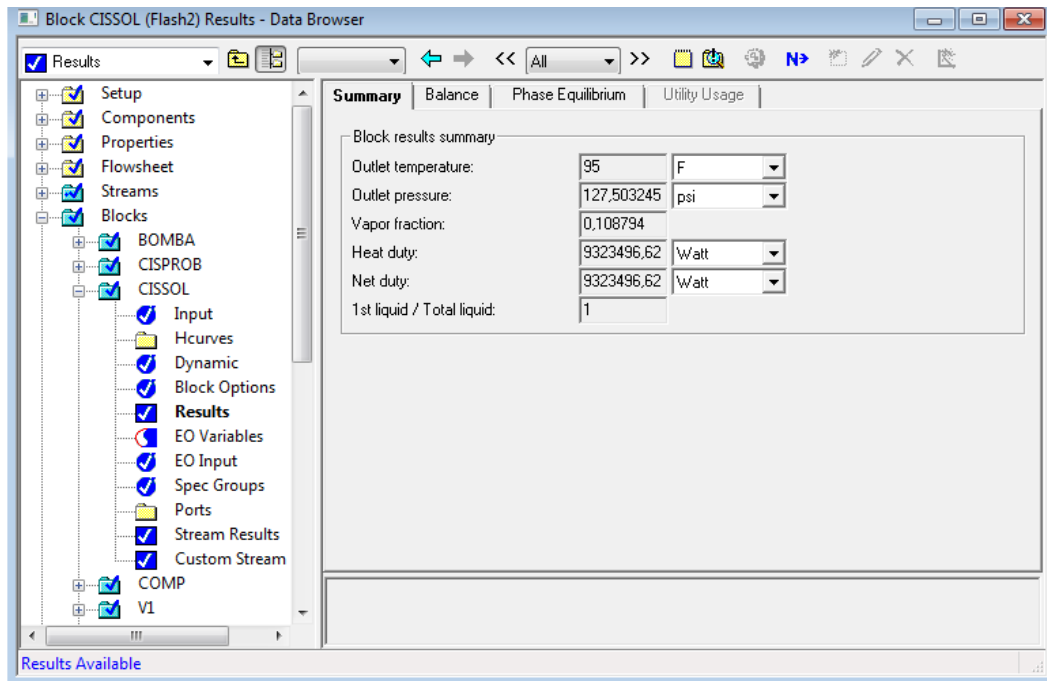 Block CISSOL (Flash2) Results - Data Browser
Results
<< All >> N>
Setup
Components
Properties
Flowsheet
Streams
Blocks
BOMBA
CISPROB
CISSOL
Input
Hcurves
Dynamic
Block Options
Results
EO Variables
EO Input
Spec Groups
Ports
Stream Results
Custom Stream
COMP
V1
Summary Balance Phase Equilibrium Utility Usage
Block results summary
Outlet temperature: 95 F
Outlet pressure: 127,503245 psi
Vapor fraction: 0,108794
Heat duty: 9323496,62 Watt
Net duty: 9323496,62 Watt
1st liquid / Total liquid: 1
Results Available